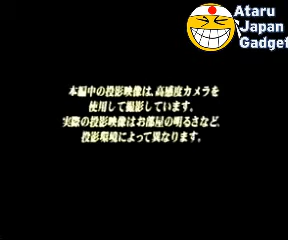 Ataru
Japan
Gadget
本編中の投影映像は、高感度カメラを
使用して撮影しています。
実際の投影映像はお部屋の明るさなど、
投影環境によって異なります。